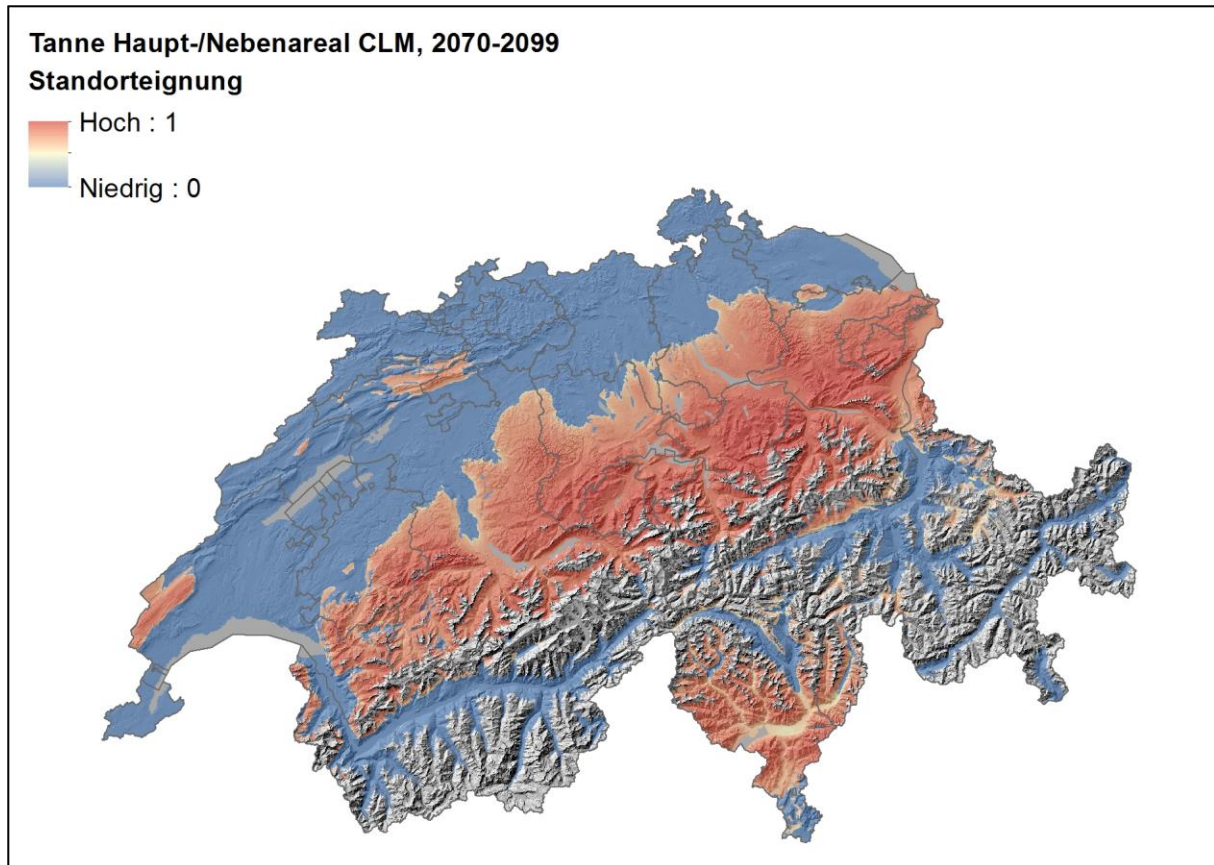 Tanne Haupt-/Nebenareal CLM, 2070-2099
Standorteignung
Hoch : 1
Niedrig : 0